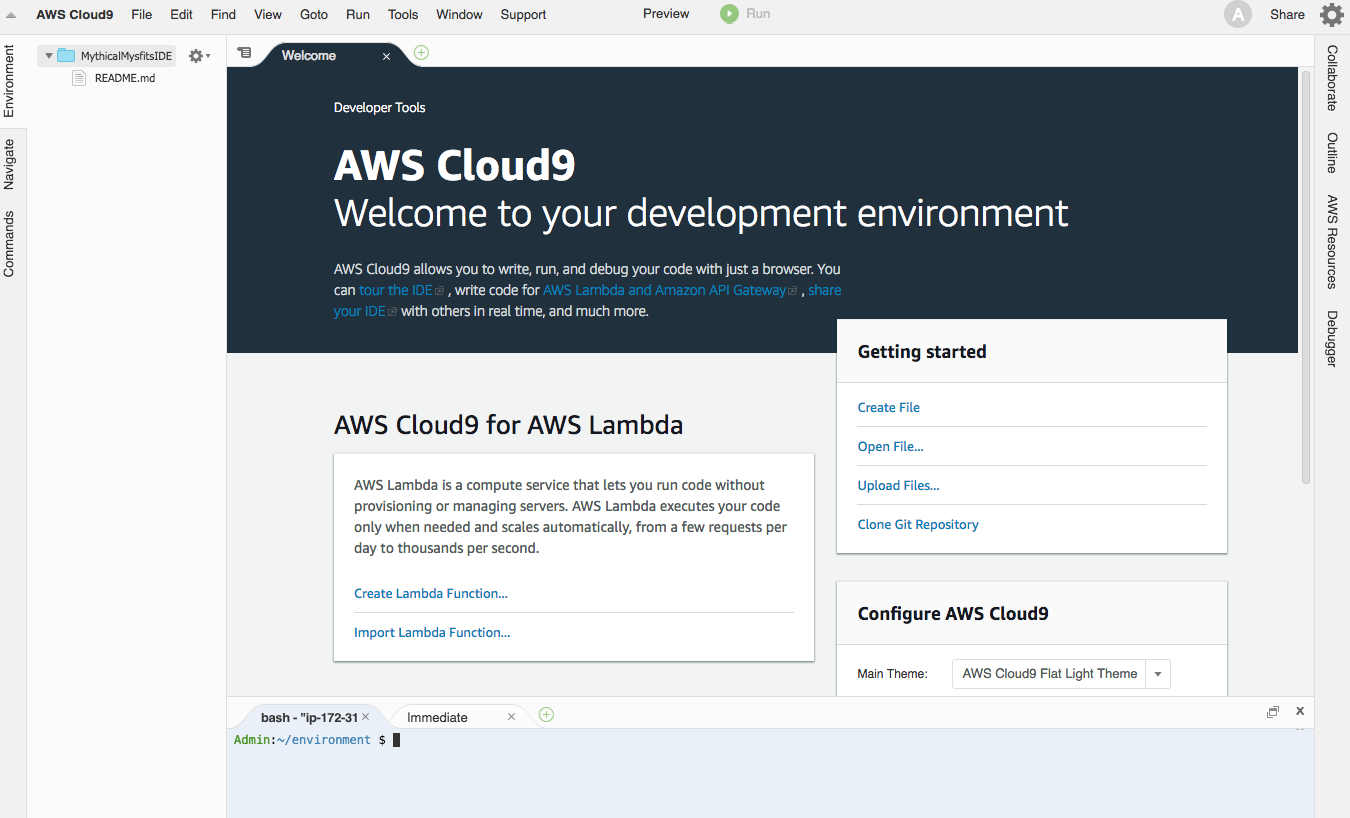 AWS Cloud9 File Edit Find View Goto Run Tools Window Support Preview Run A Share
Environment
Navigate
Commands
MythicalMysfitsIDE
README.md
Welcome
Developer Tools
AWS Cloud9
Welcome to your development environment
AWS Cloud9 allows you to write, run, and debug your code with just a browser. You
can tour the IDE , write code for AWS Lambda and Amazon API Gateway , share
your IDE with others in real time, and much more.
Getting started
Create File
Open File...
Upload Files...
Clone Git Repository
AWS Cloud9 for AWS Lambda
AWS Lambda is a compute service that lets you run code without
provisioning or managing servers. AWS Lambda executes your code
only when needed and scales automatically, from a few requests per
day to thousands per second.
Create Lambda Function...
Import Lambda Function...
Configure AWS Cloud9
Main Theme: AWS Cloud9 Flat Light Theme
Collaborate
Outline
AWS Resources
Debugger
bash - "ip-172-31 Immediate
Admin:~/environment $